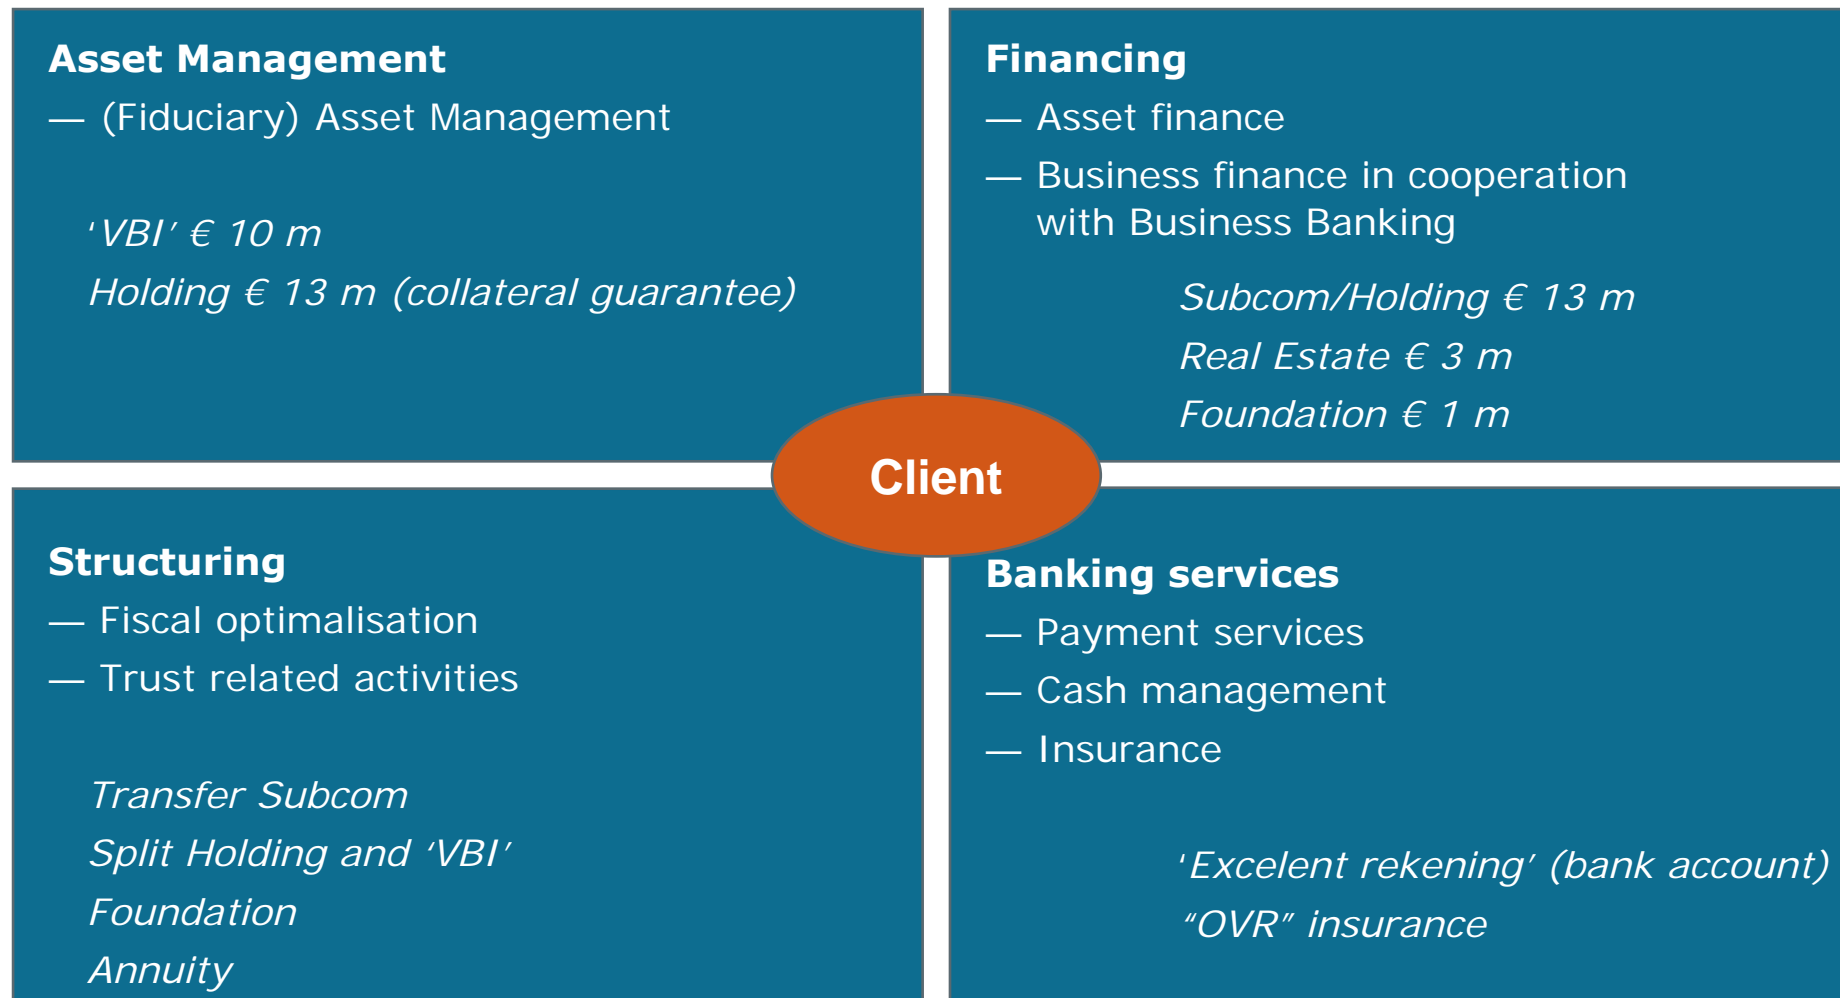 Asset Management
— (Fiduciary) Asset Management
‘VBI’ € 10 m
Holding € 13 m (collateral guarantee)
Financing
— Asset finance
— Business finance in cooperation
with Business Banking
Subcom/Holding € 13 m
Real Estate € 3 m
Foundation € 1 m
Client
Structuring
— Fiscal optimalisation
— Trust related activities
Transfer Subcom
Split Holding and ‘VBI’
Foundation
Annuity
Banking services
— Payment services
— Cash management
— Insurance
‘Excelent rekening’ (bank account)
“OVR” insurance